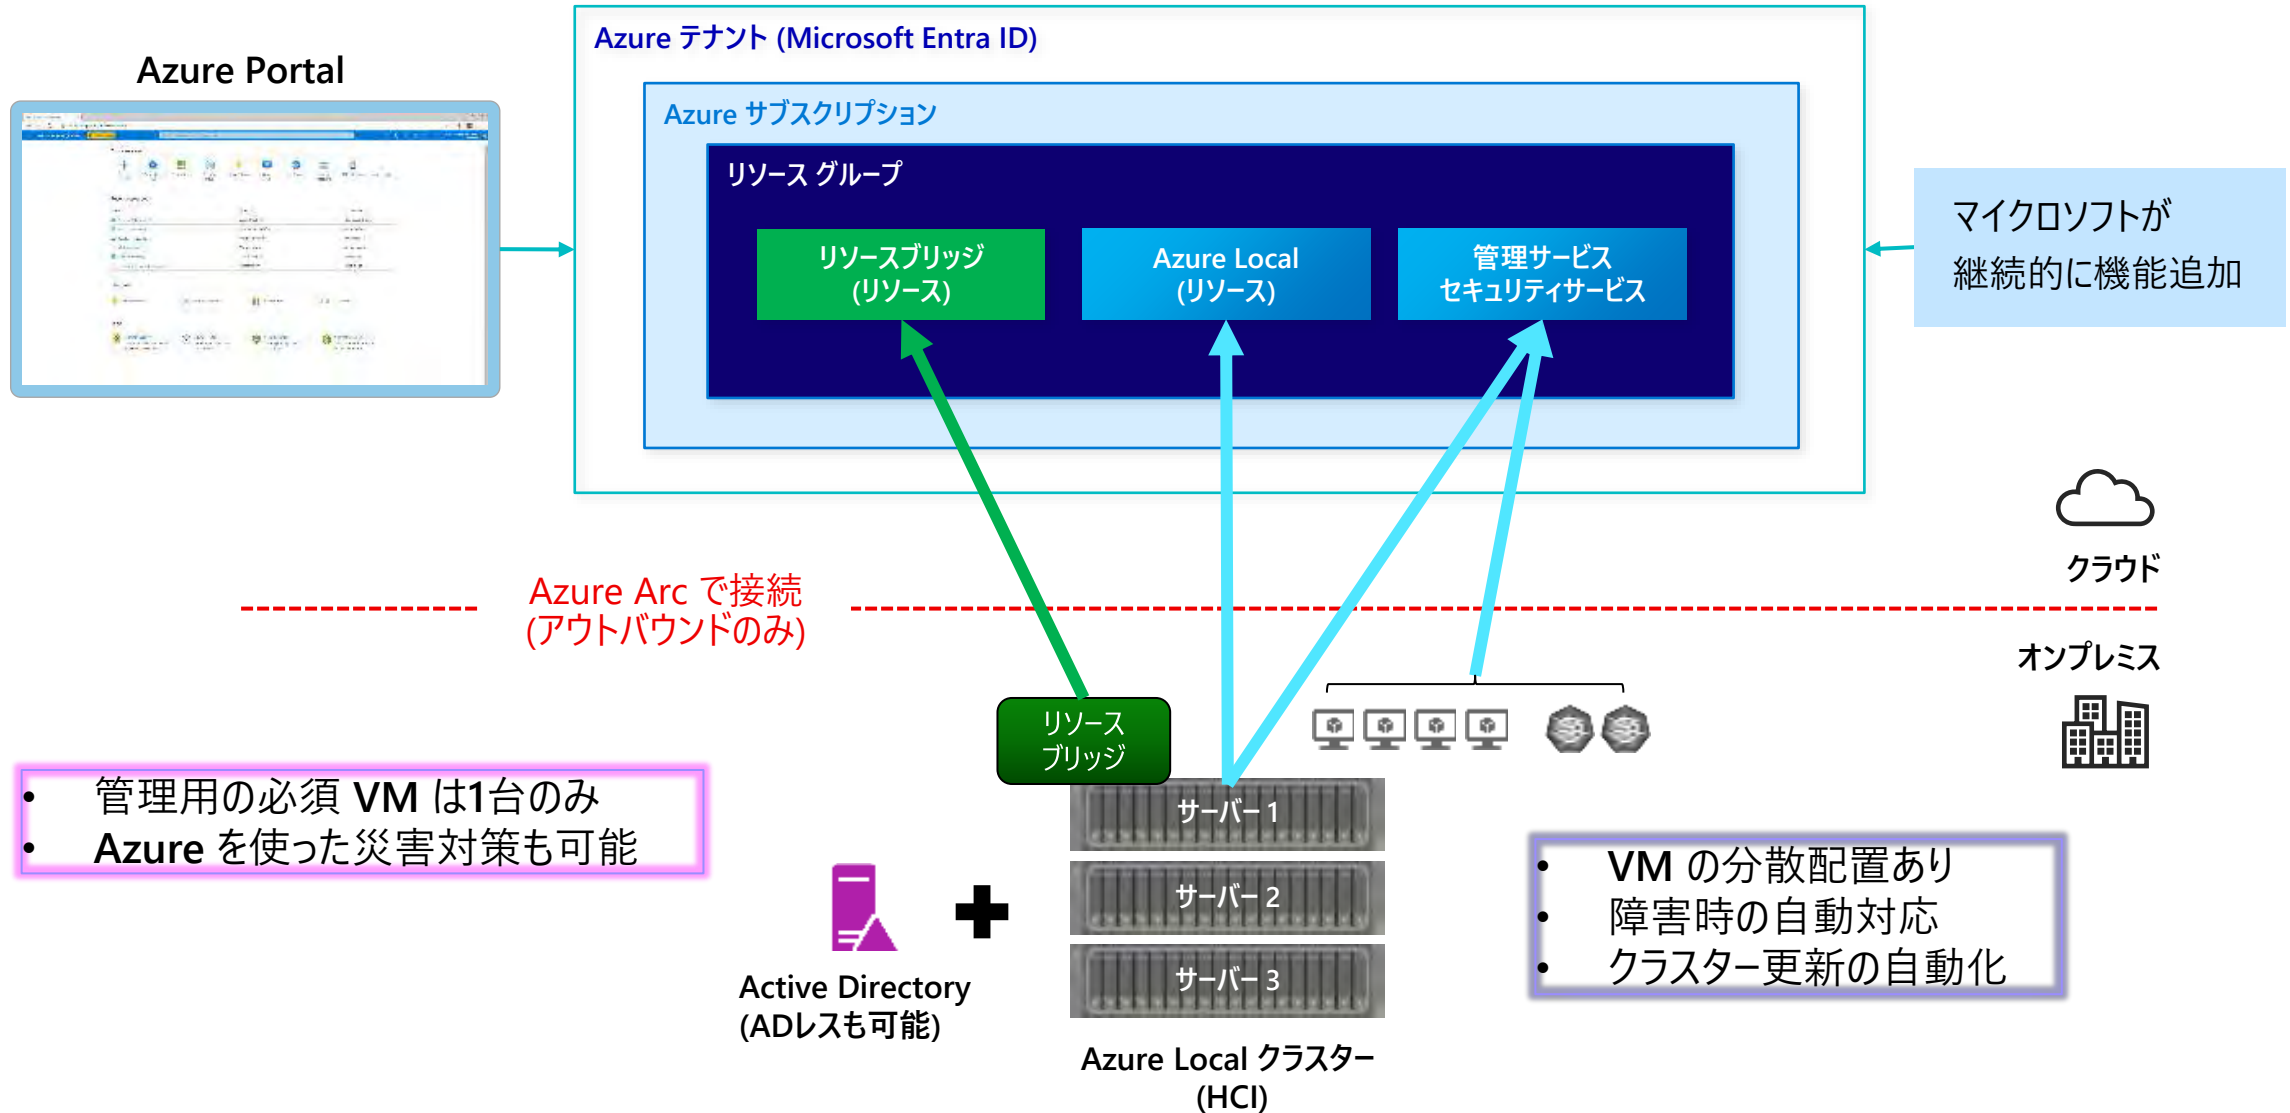 Azure Portal
Azure テナント (Microsoft Entra ID)
Azure サブスクリプション
リソース グループ
リソースブリッジ
(リソース)
Azure Local
(リソース)
管理サービス
セキュリティサービス
マイクロソフトが
継続的に機能追加
クラウド
Azure Arc で接続
(アウトバウンドのみ)
オンプレミス
リソース
ブリッジ
• 管理用の必須 VM は1台のみ
• Azure を使った災害対策も可能
サーバー 1
サーバー 2
サーバー 3
• VM の分散配置あり
• 障害時の自動対応
• クラスター更新の自動化
Active Directory
(ADレスも可能)
Azure Local クラスター
(HCI)